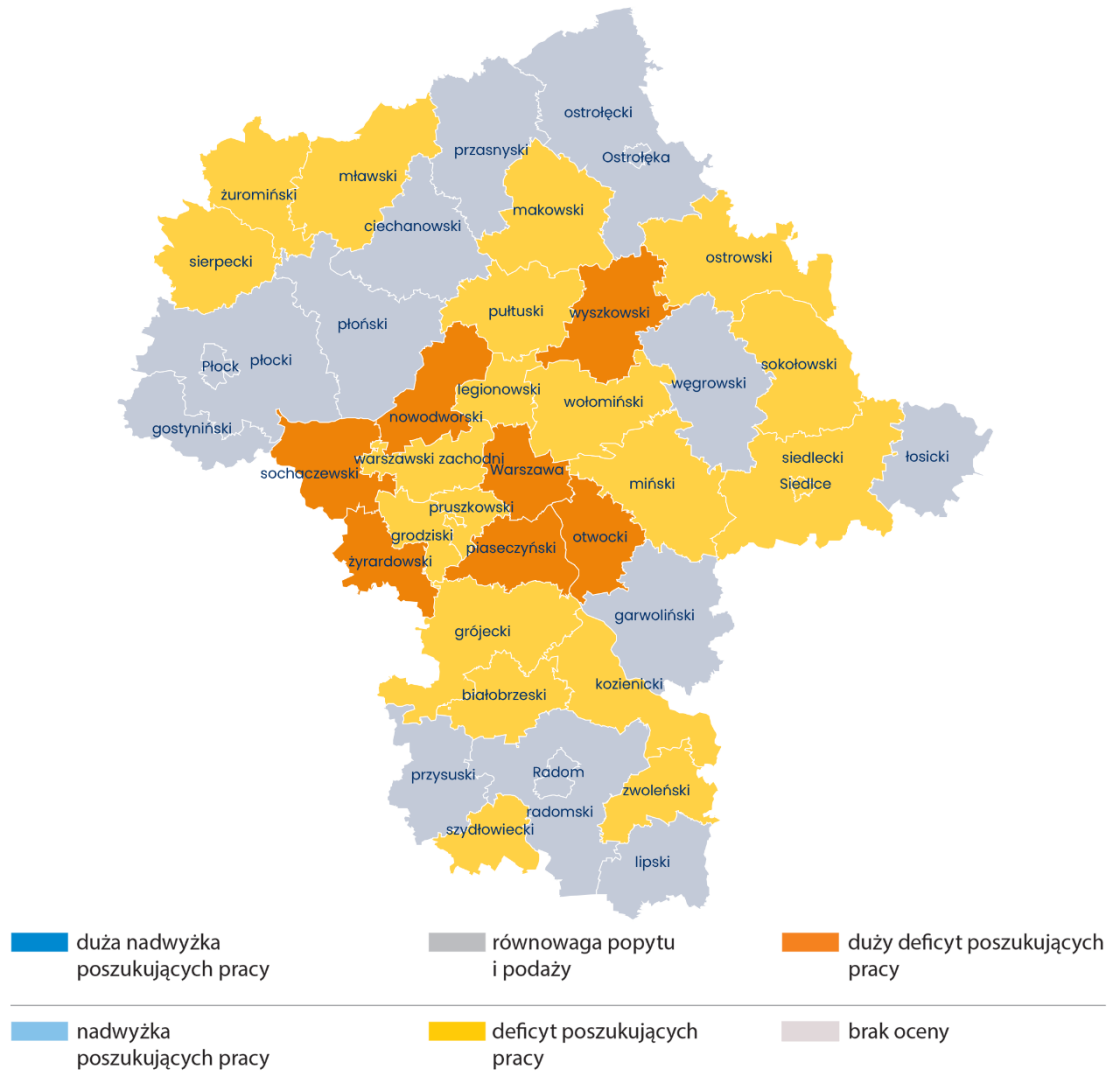 ostrołęcki
przasnyski
Ostrołęka
mławski
żuromiński
makowski
ciechanowski
sierpecki
ostrowski
pułtuski
wyszkowski
płoński
Płock
płocki
sokołowski
węgrowski
legionowski
wołomiński
nowodworski
gostyniński
warszawski zachodni
siedlecki
łosicki
sochaczewski
Warszawa
miński
Siedlce
pruszkowski
grodziski
otwocki
piaseczyński
żyrardowski
garwoliński
grójecki
kozienicki
białobrzeski
przysuski
Radom
zwoleński
radomski
szydłowiecki
lipski
duża nadwyżka
poszukujących pracy
równowaga popytu
i podaży
duży deficyt poszukujących
pracy
nadwyżka
poszukujących pracy
deficyt poszukujących
pracy
brak oceny